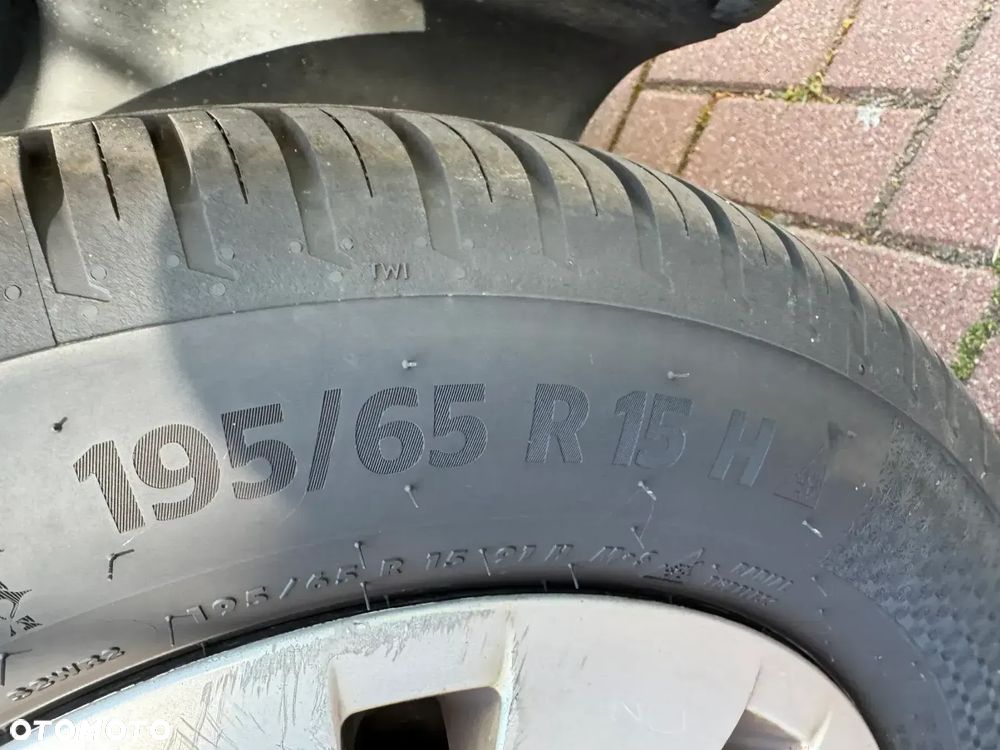 TWI
195/65 R 15 H
195/65 R 15 91 H M+S
OTOMOTO